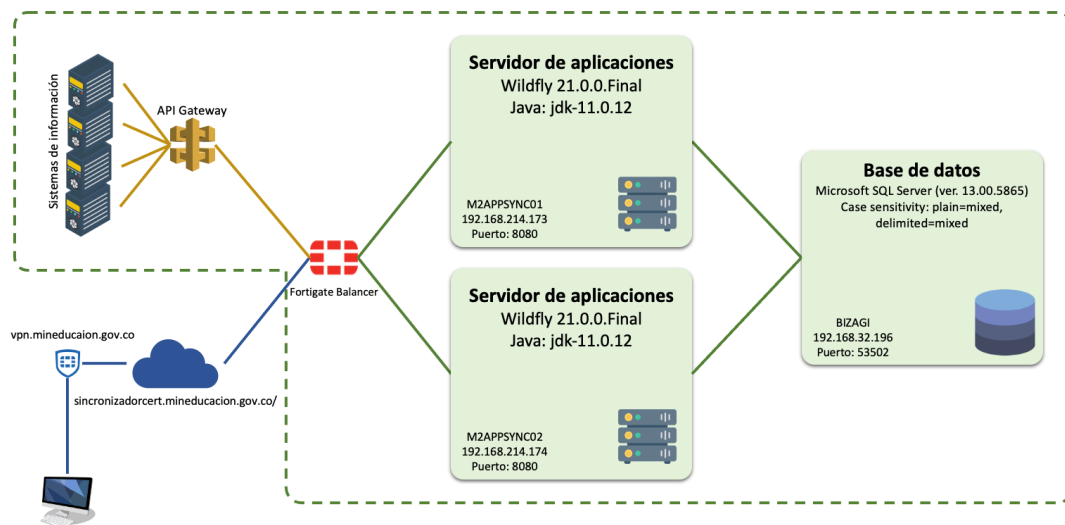 Sistemas de información
API Gateway
Fortigate Balancer
vpn.mineducaion.gov.co
sincronizadorcert.mineducacion.gov.co/
Servidor de aplicaciones
Wildfly 21.0.0.Final
Java: jdk-11.0.12
M2APPSYNC01
192.168.214.173
Puerto: 8080
Servidor de aplicaciones
Wildfly 21.0.0.Final
Java: jdk-11.0.12
M2APPSYNC02
192.168.214.174
Puerto: 8080
Base de datos
Microsoft SQL Server (ver. 13.00.5865)
Case sensitivity: plain=mixed,
delimited=mixed
BIZAGI
192.168.32.196
Puerto: 53502